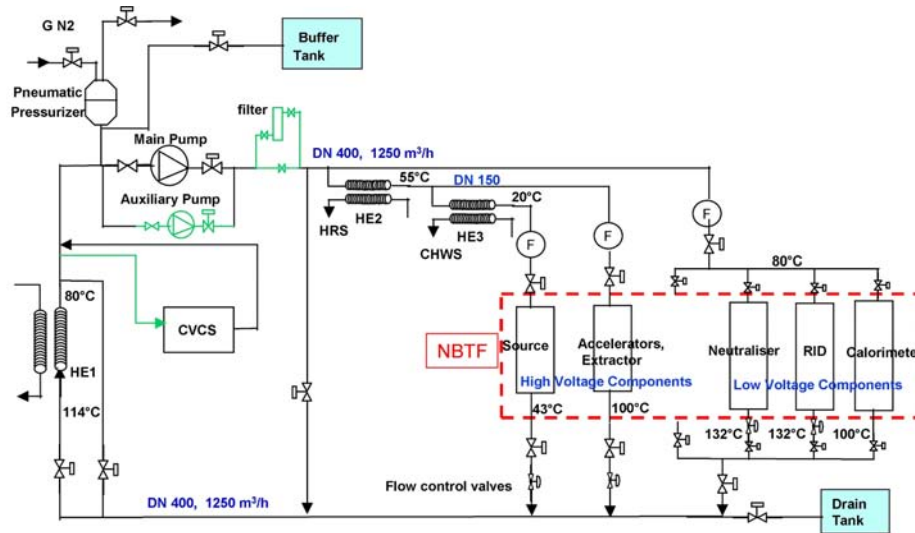 G N2
Buffer
Tank
Pneumatic
Pressurizer
filter
Main Pump
DN 400, 1250 m³/h
Auxiliary Pump
55°C
DN 150
20°C
HRS
HE2
CHWS
HE3
F
F
F
80°C
80°C
CVCS
HE1
NBTF
Source
Accelerators,
Extractor
Neutraliser
RID
Calorimete
High Voltage Components
Low Voltage Components
114°C
43°C
100°C
132°C
132°C
100°C
Flow control valves
DN 400, 1250 m³/h
Drain
Tank